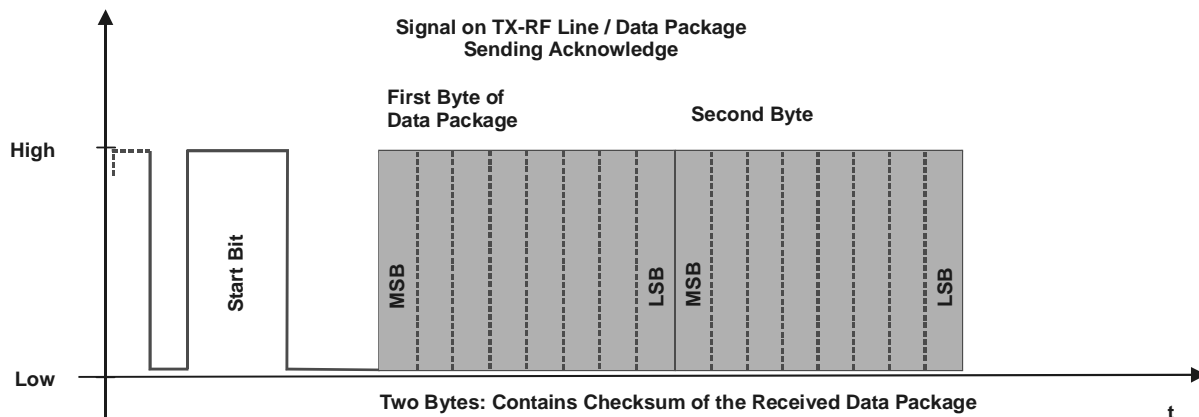 Signal on TX-RF Line / Data Package
Sending Acknowledge
First Byte of
Data Package
Second Byte
High
Start Bit
MSB
LSB
MSB
LSB
Low
Two Bytes: Contains Checksum of the Received Data Package
t